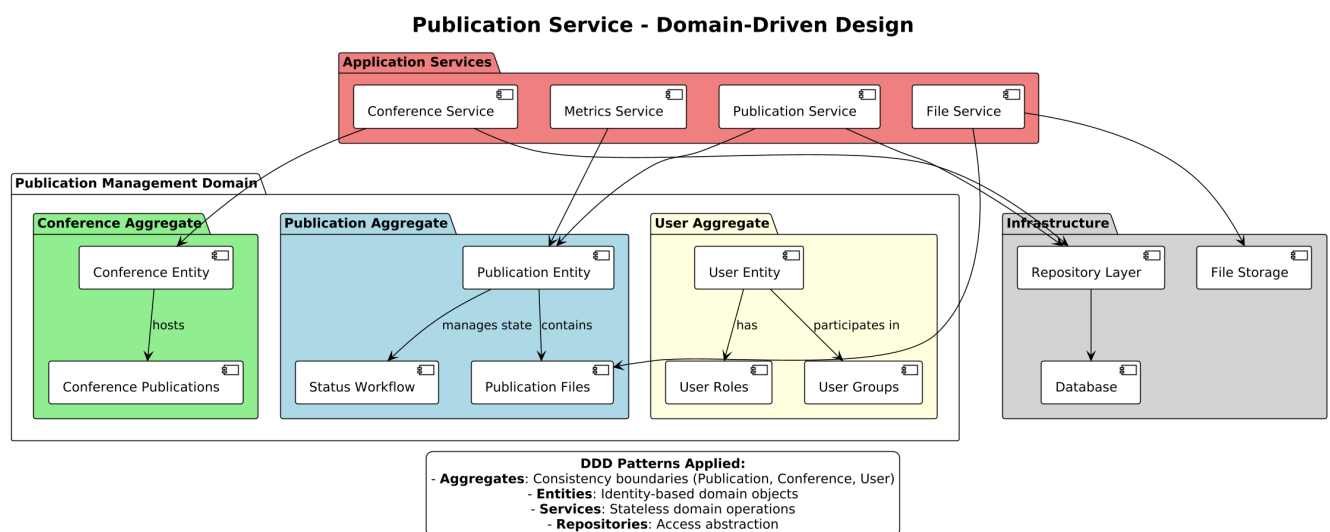 Publication Service - Domain-Driven Design
Application Services
Conference Service
Metrics Service
Publication Service
File Service
Publication Management Domain
Conference Aggregate
Publication Aggregate
User Aggregate
Infrastructure
Conference Entity
Publication Entity
User Entity
Repository Layer
File Storage
hosts
manages state
contains
has
participates in
Conference Publications
Status Workflow
Publication Files
User Roles
User Groups
Database
DDD Patterns Applied:
- Aggregates: Consistency boundaries (Publication, Conference, User)
- Entities: Identity-based domain objects
- Services: Stateless domain operations
- Repositories: Access abstraction